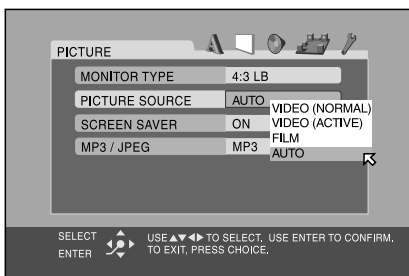 PICTURE
MONITOR TYPE 4:3 LB
PICTURE SOURCE AUTO
SCREEN SAVER ON
MP3 / JPEG MP3
VIDEO (NORMAL)
VIDEO (ACTIVE)
FILM
AUTO
SELECT
ENTER
USE▲▼◀▶ TO SELECT. USE ENTER TO CONFIRM.
TO EXIT, PRESS CHOICE.